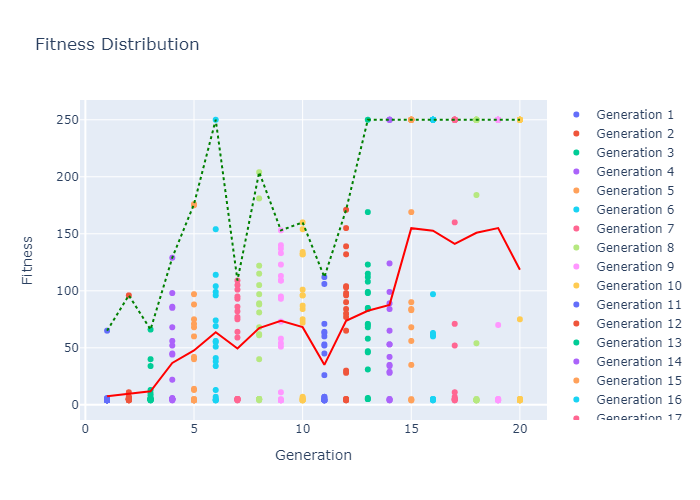 Fitness Distribution
250
200
150
100
50
0
Fitness
0
5
10
15
20
Generation
Generation 1
Generation 2
Generation 3
Generation 4
Generation 5
Generation 6
Generation 7
Generation 8
Generation 9
Generation 10
Generation 11
Generation 12
Generation 13
Generation 14
Generation 15
Generation 16
Generation 17